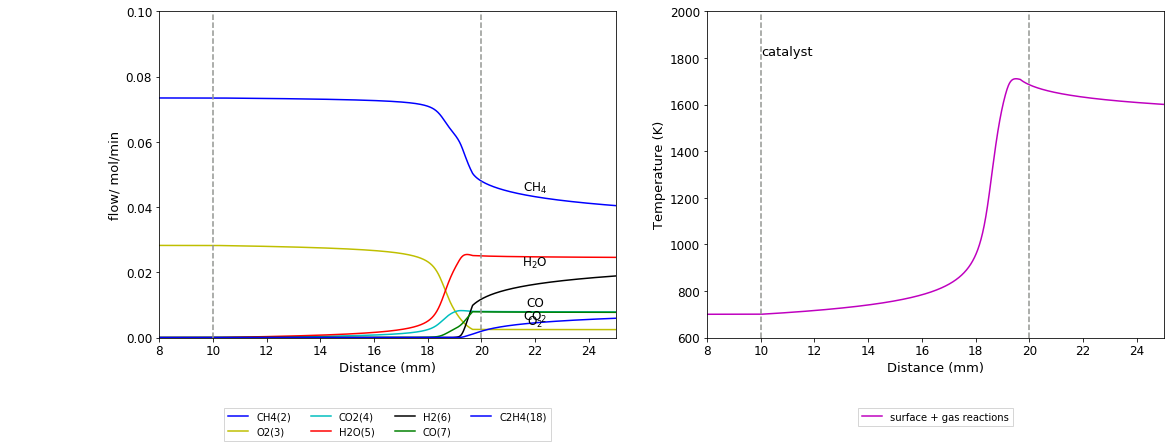 0.10
0.08
0.06
0.04
0.02
0.00
flow/ mol/min
CH4
H2O
CO
CO2
O2
8 10 12 14 16 18 20 22 24
Distance (mm)
CH4(2) CO2(4) H2(6) C2H4(18)
O2(3) H2O(5) CO(7)
2000
1800
1600
1400
1200
1000
800
600
Temperature (K)
catalyst
8 10 12 14 16 18 20 22 24
Distance (mm)
surface + gas reactions